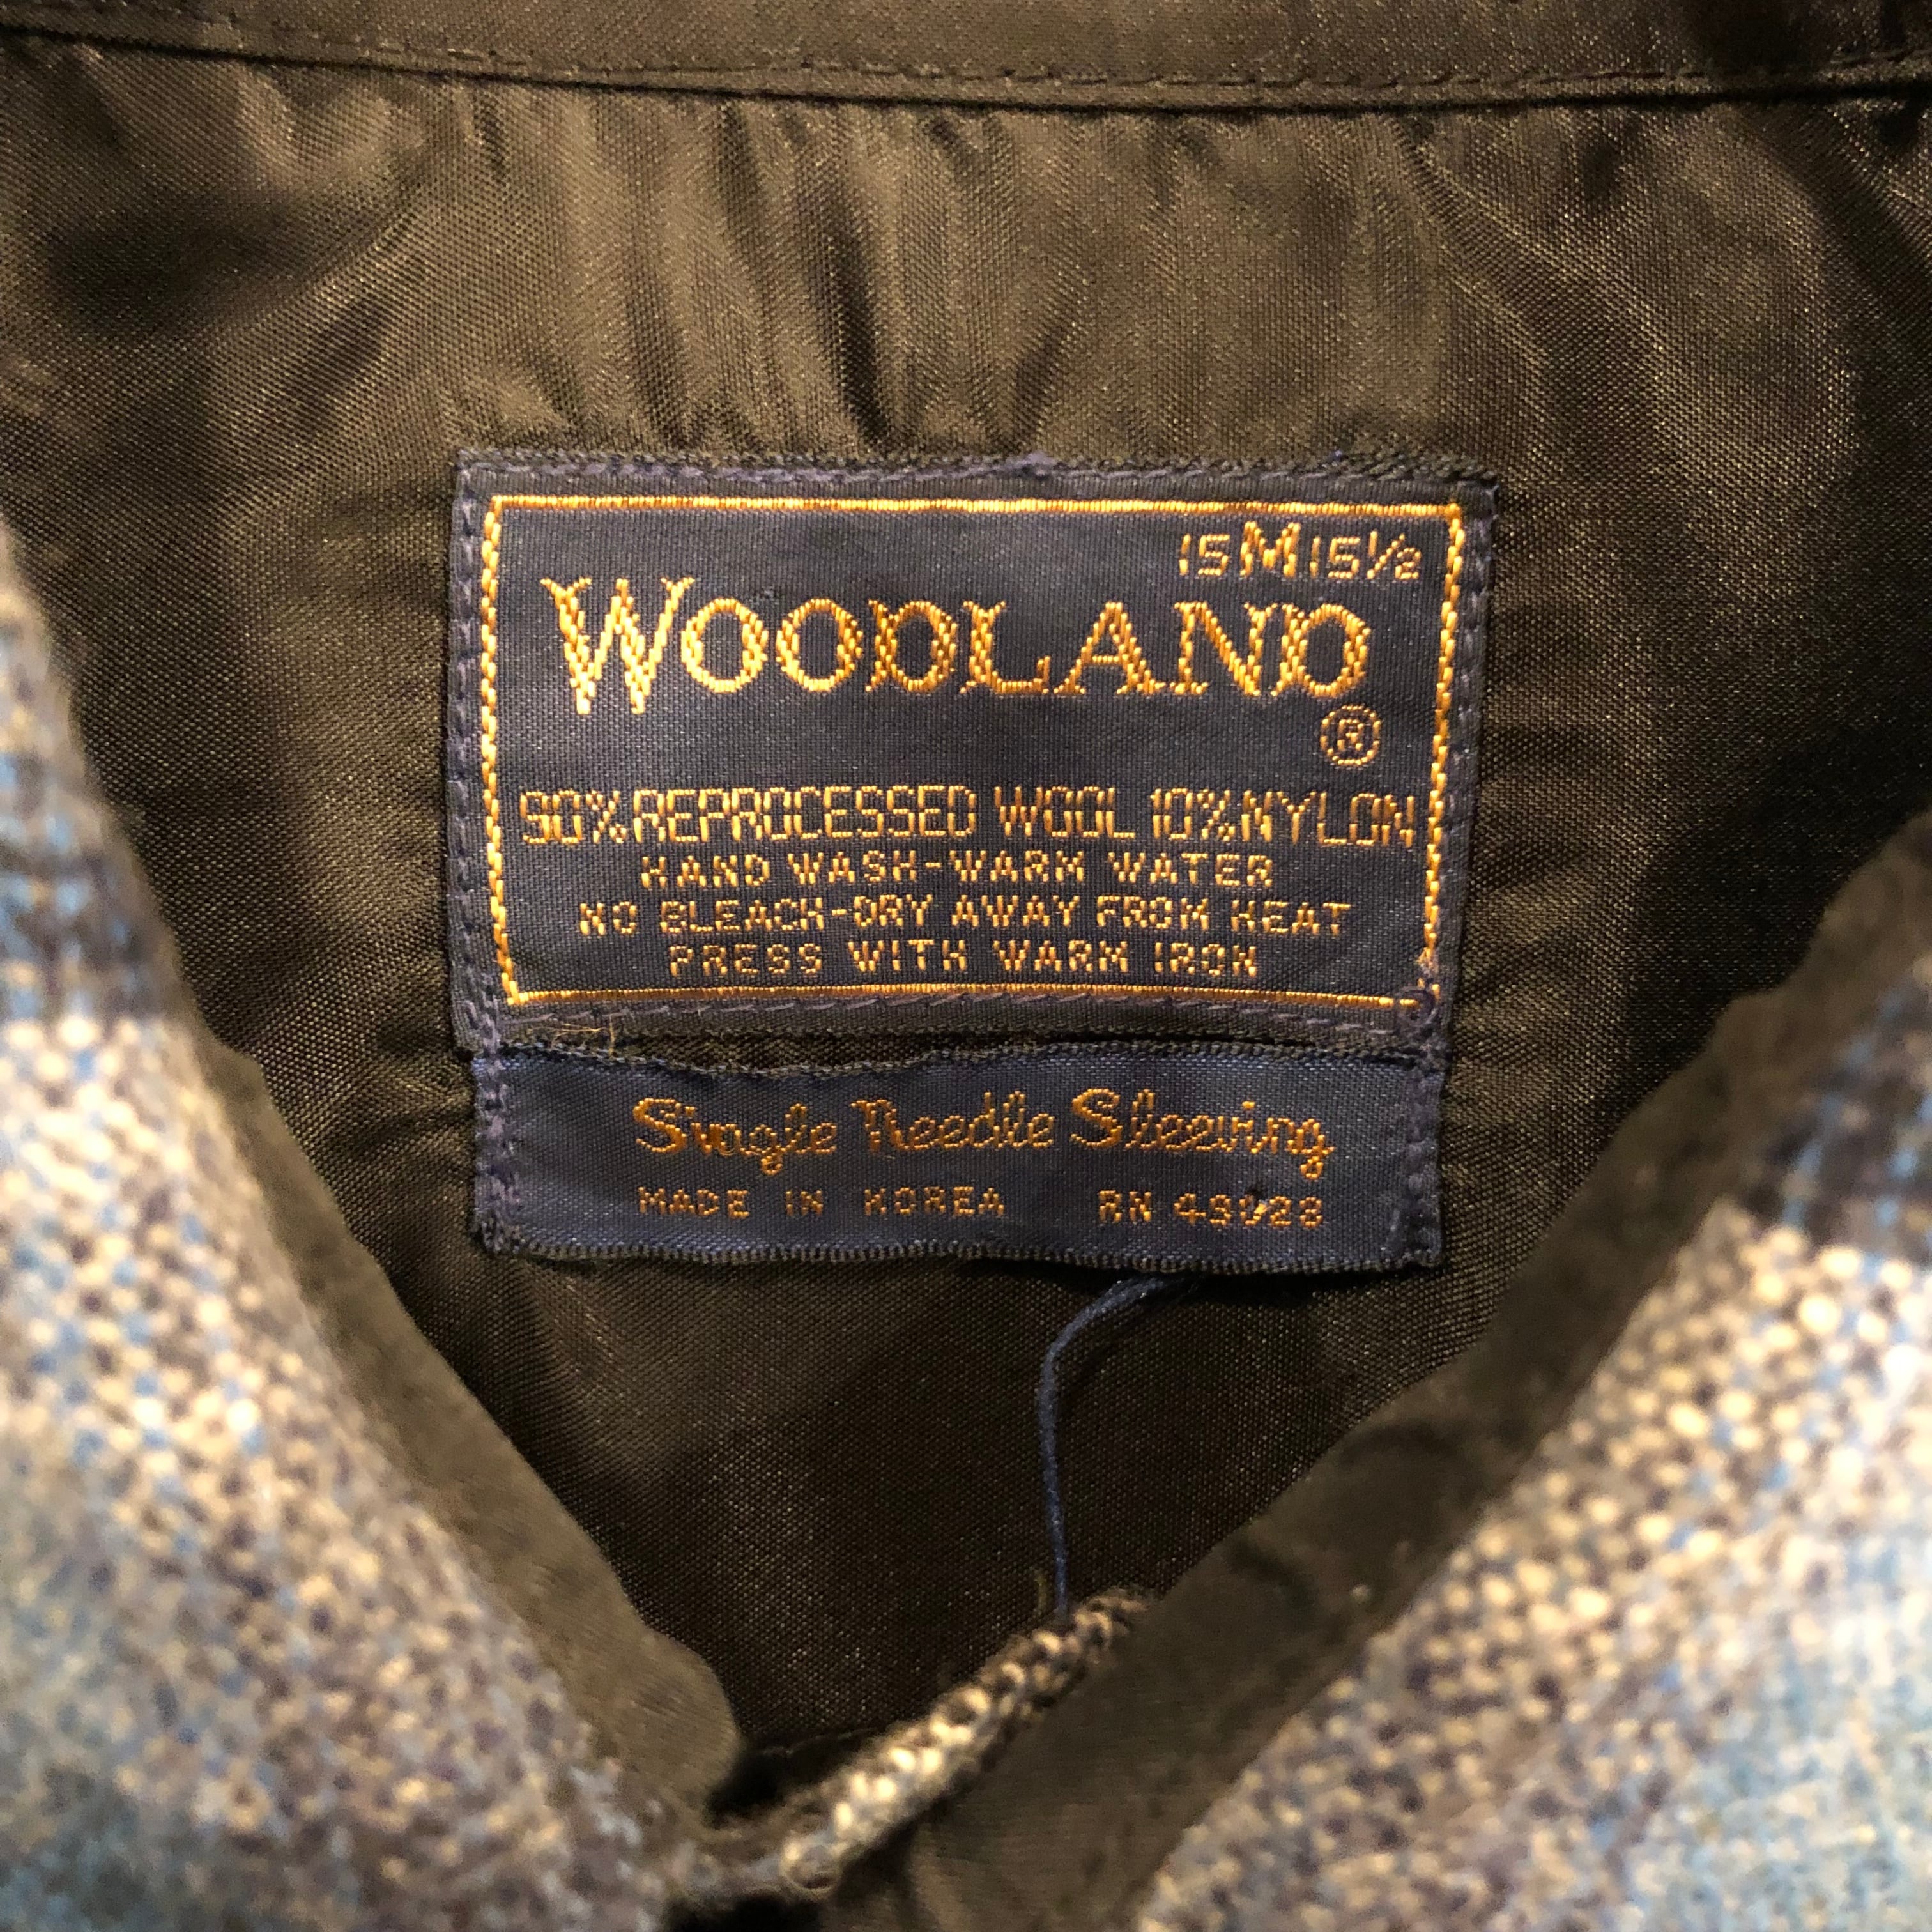 15 M 15½
WOODLAND
®
90% REPROCESSED WOOL 10% NYLON
HAND WASH-WARM WATER
NO BLEACH-DRY AWAY FROM HEAT
PRESS WITH WARM IRON
Single Needle Sleeving
MADE IN KOREA RN